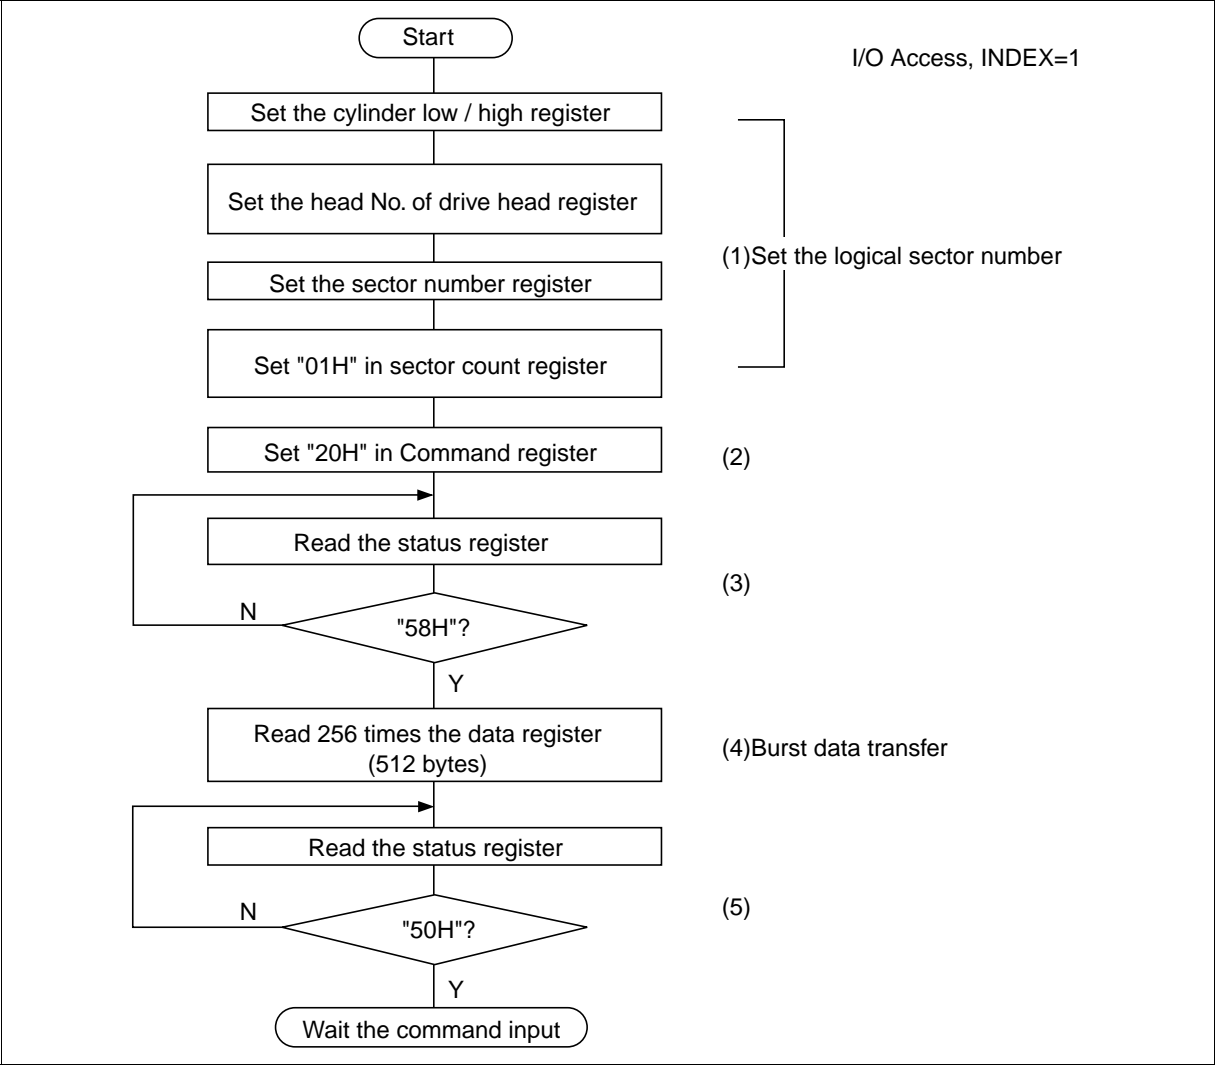 Start
I/O Access, INDEX=1
Set the cylinder low / high register
Set the head No. of drive head register
(1)Set the logical sector number
Set the sector number register
Set "01H" in sector count register
Set "20H" in Command register
(2)
Read the status register
(3)
N
"58H"?
Y
Read 256 times the data register
(512 bytes)
(4)Burst data transfer
Read the status register
(5)
N
"50H"?
Y
Wait the command input